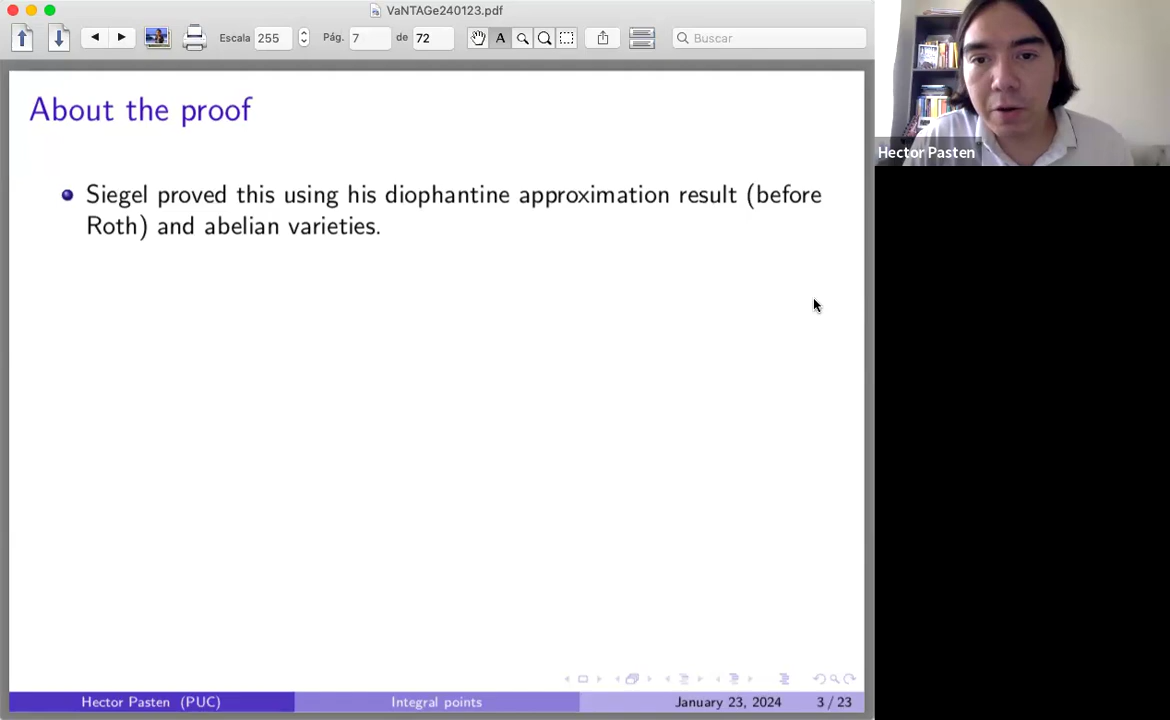 VaNTAGe240123.pdf
Escala 255 Pág. 7 de 72 A Buscar
About the proof
Siegel proved this using his diophantine approximation result (before
Roth) and abelian varieties.
Hector Pasten (PUC) Integral points January 23, 2024 3 / 23
Hector Pasten